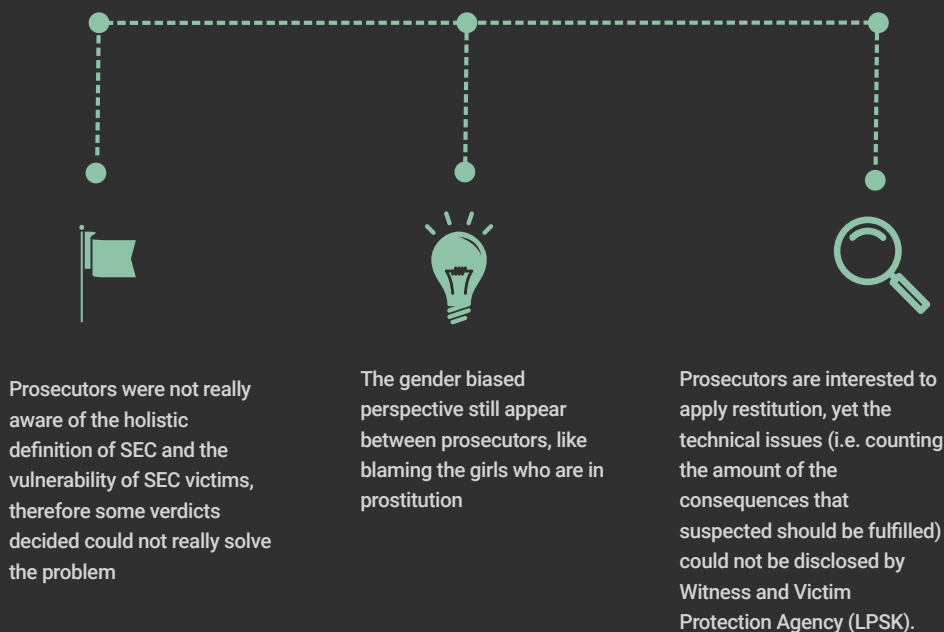 Prosecutors were not really
aware of the holistic
definition of SEC and the
vulnerability of SEC victims,
therefore some verdicts
decided could not really solve
the problem
The gender biased
perspective still appear
between prosecutors, like
blaming the girls who are in
prostitution
Prosecutors are interested to
apply restitution, yet the
technical issues (i.e. counting
the amount of the
consequences that
suspected should be fulfilled)
could not be disclosed by
Witness and Victim
Protection Agency (LPSK).